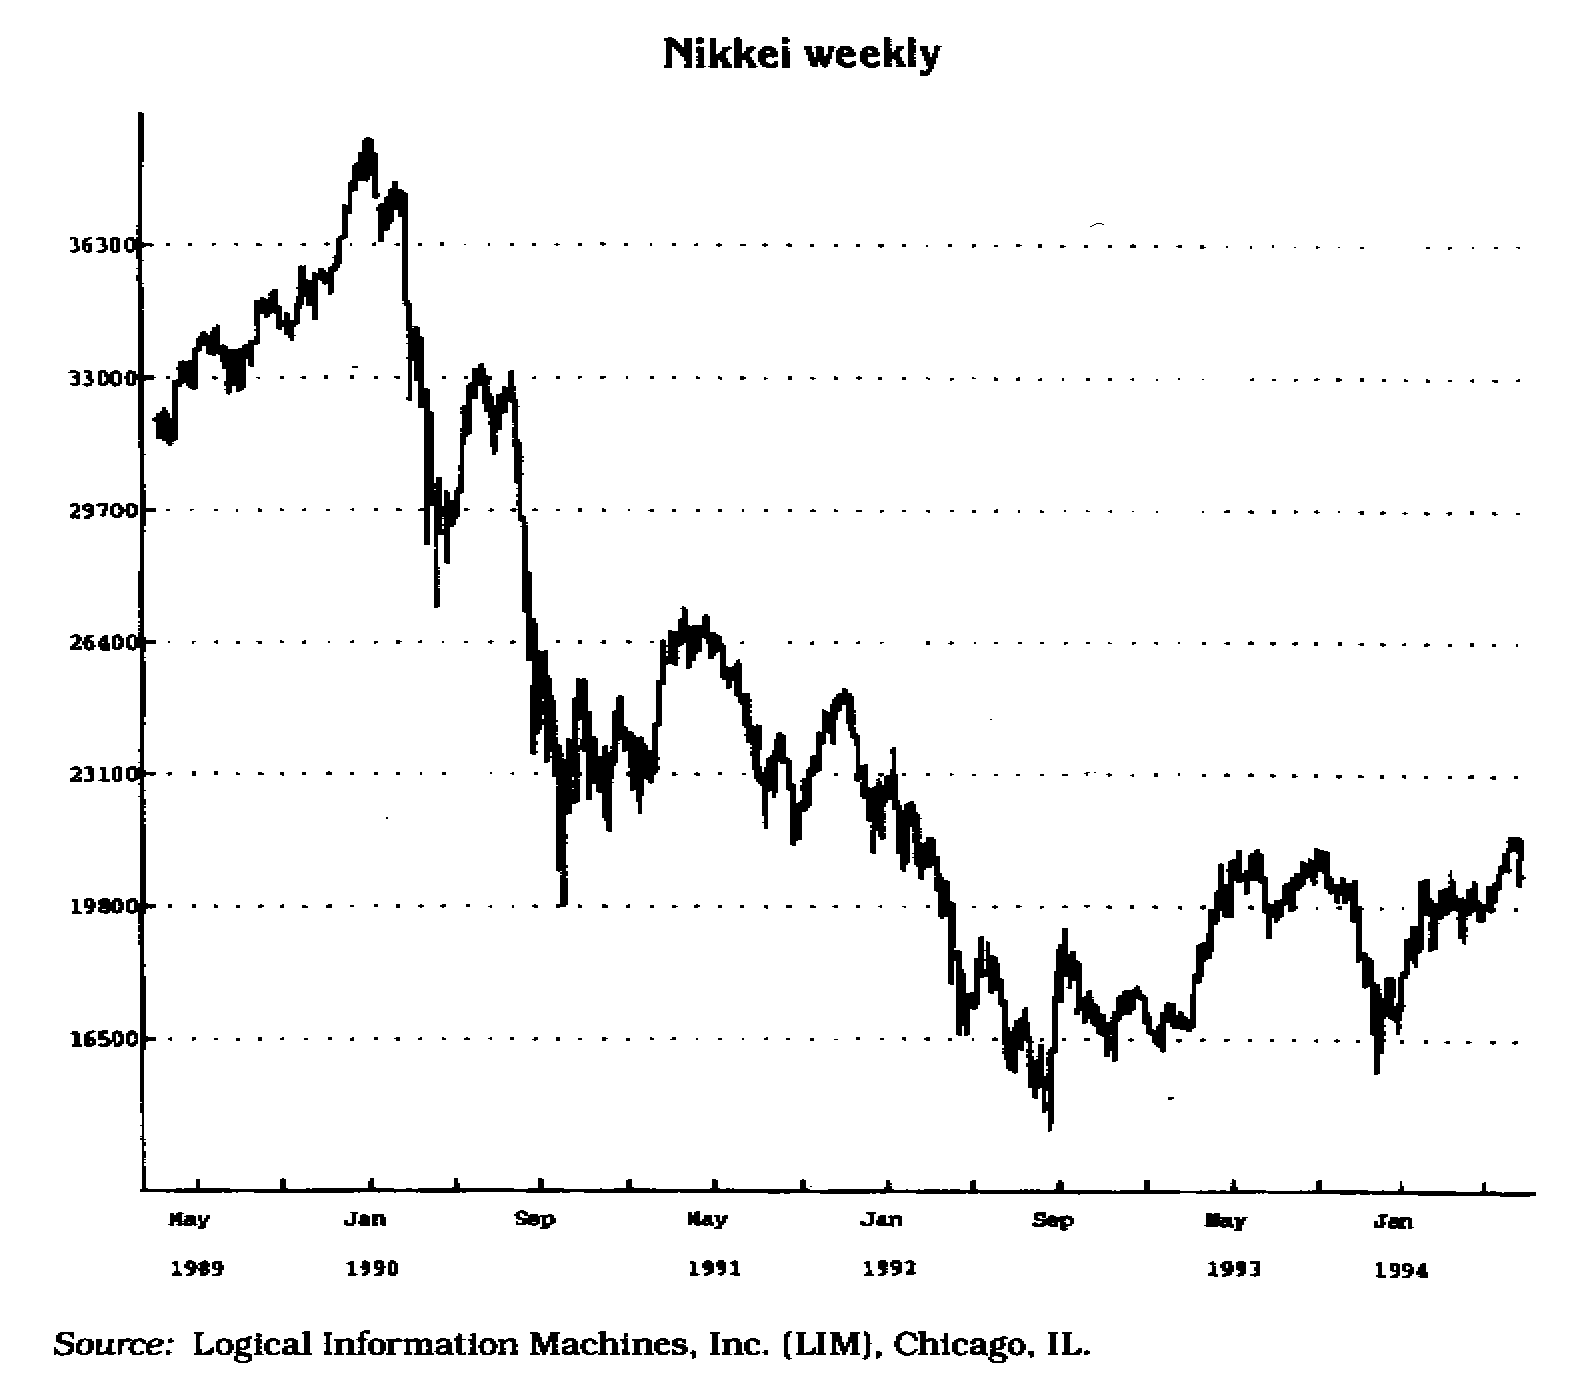 Nikkei weekly
36300
33000
29700
26400
23100
19800
16500
May Jan Sep May Jan Sep May Jan
1989 1990 1991 1992 1993 1994
Source: Logical Information Machines, Inc. (LIM), Chicago, IL.